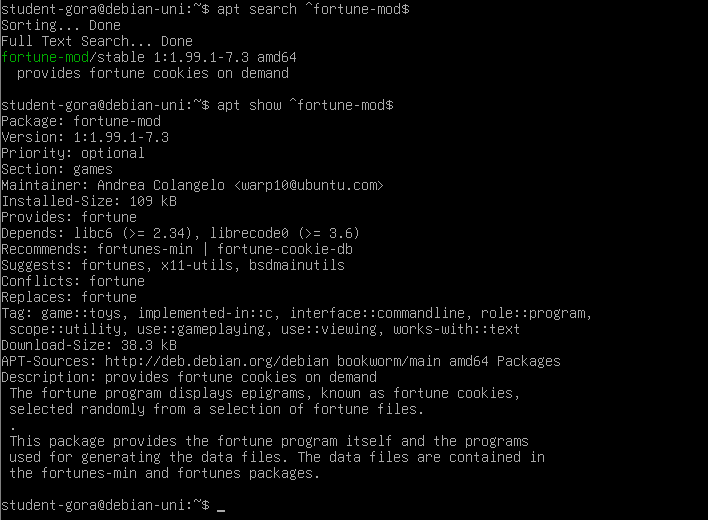 student-gora@debian-uni:~$ apt search ^fortune-mod$
Sorting... Done
Full Text Search... Done
fortune-mod/stable 1:1.99.1-7.3 amd64
  provides fortune cookies on demand

student-gora@debian-uni:~$ apt show ^fortune-mod$
Package: fortune-mod
Version: 1:1.99.1-7.3
Priority: optional
Section: games
Maintainer: Andrea Colangelo <warp10@ubuntu.com>
Installed-Size: 109 kB
Provides: fortune
Depends: libc6 (>= 2.34), librecode0 (>= 3.6)
Recommends: fortunes-min | fortune-cookie-db
Suggests: fortunes, x11-utils, bsdmainutils
Conflicts: fortune
Replaces: fortune
Tag: game::toys, implemented-in::c, interface::commandline, role::program,
 scope::utility, use::gameplaying, use::viewing, works-with::text
Download-Size: 38.3 kB
APT-Sources: http://deb.debian.org/debian bookworm/main amd64 Packages
Description: provides fortune cookies on demand
 The fortune program displays epigrams, known as fortune cookies,
 selected randomly from a selection of fortune files.
 .
 This package provides the fortune program itself and the programs
 used for generating the data files. The data files are contained in
 the fortunes-min and fortunes packages.

student-gora@debian-uni:~$ _